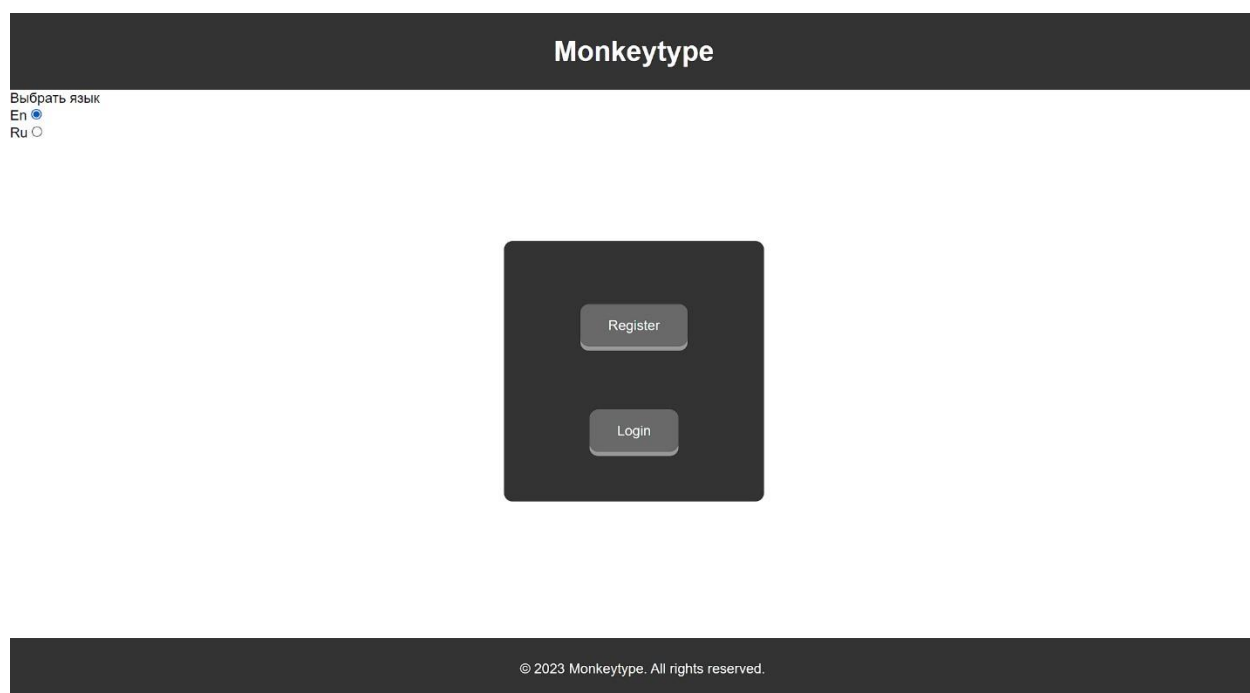 Monkeytype
Выбрать язык
En
Ru
Register
Login
© 2023 Monkeytype. All rights reserved.